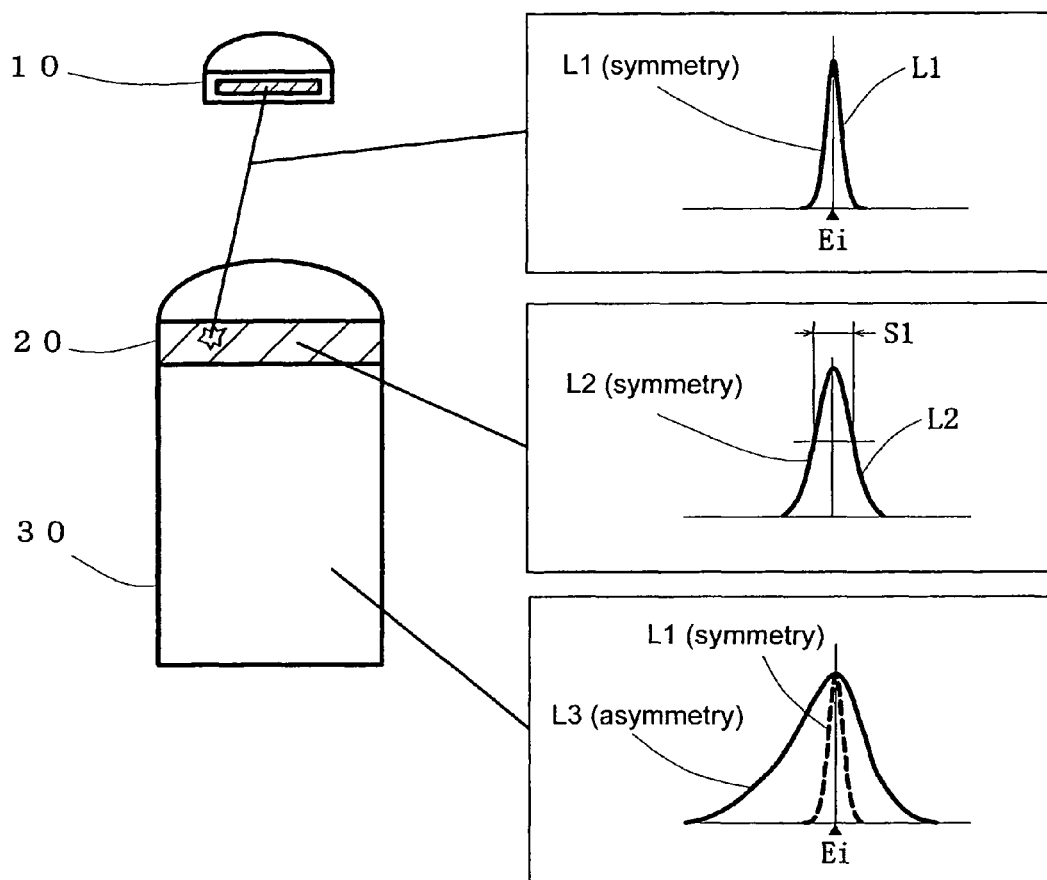 10
L1 (symmetry)
L1
Ei
20
S1
L2 (symmetry)
L2
30
L1 (symmetry)
L3 (asymmetry)
Ei